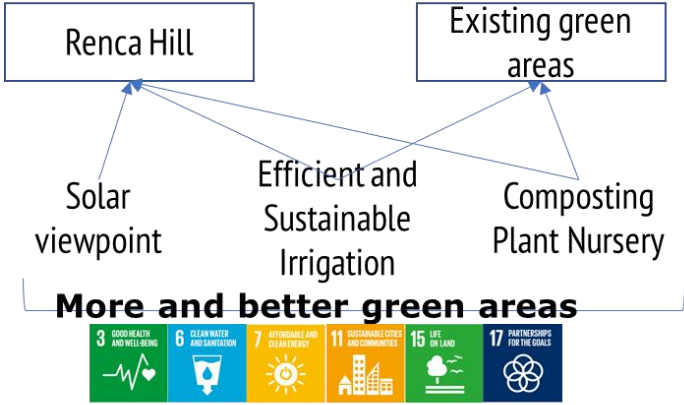 Renca Hill
Existing green
areas
Solar
viewpoint
Efficient and
Sustainable
Irrigation
Composting
Plant Nursery
More and better green areas
3 GOOD HEALTH
AND WELL-BEING
6 CLEAN WATER
AND SANITATION
7 AFFORDABLE AND
CLEAN ENERGY
11 SUSTAINABLE CITIES
AND COMMUNITIES
15 LIFE
ON LAND
17 PARTNERSHIPS
FOR THE GOALS